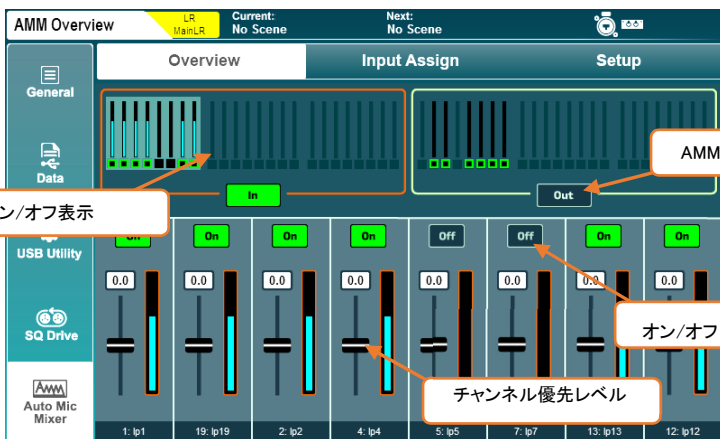 AMM Overview
LR
MainLR
Current:
No Scene
Next:
No Scene
Overview
Input Assign
Setup
General
Data
USB Utility
SQ Drive
Auto Mic
Mixer
In
Out
AMM
ン/オフ表示
On
On
On
On
Off
Off
On
On
0.0
0.0
0.0
0.0
0.0
0.0
0.0
0.0
オン/オフ
チャンネル優先レベル
1: Ip1
19: Ip19
2: Ip2
4: Ip4
5: Ip5
7: Ip7
13: Ip13
12: Ip12